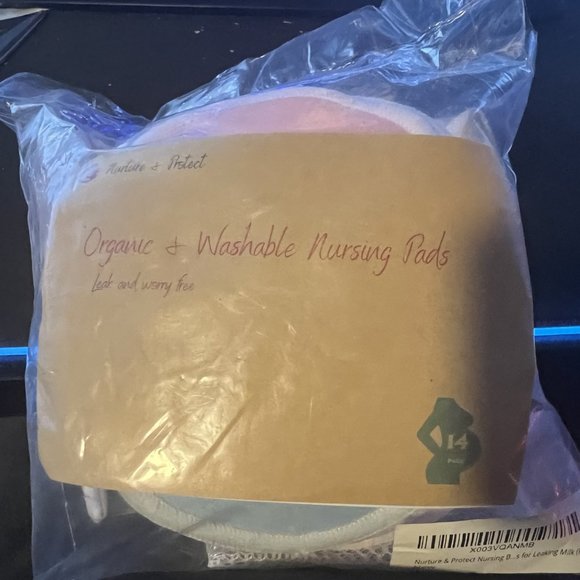 Nurture & Protect
Organic & Washable Nursing Pads
Leak and worry free
14
X003VQANMB
Nurture & Protect Nursing B...s for Leaking Milk